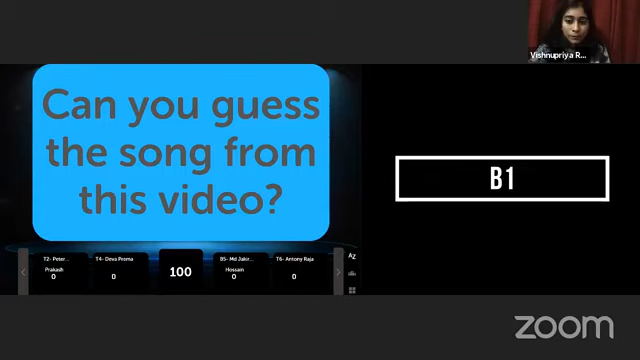 Vishnupriya R...
Can you guess
the song from
this video?
B1
T2- Peter...
Prakash
0
T4- Deva Prema
0
100
B5- Md Jakir...
Hossain
0
T6- Antony Raja
0
AZ
zoom